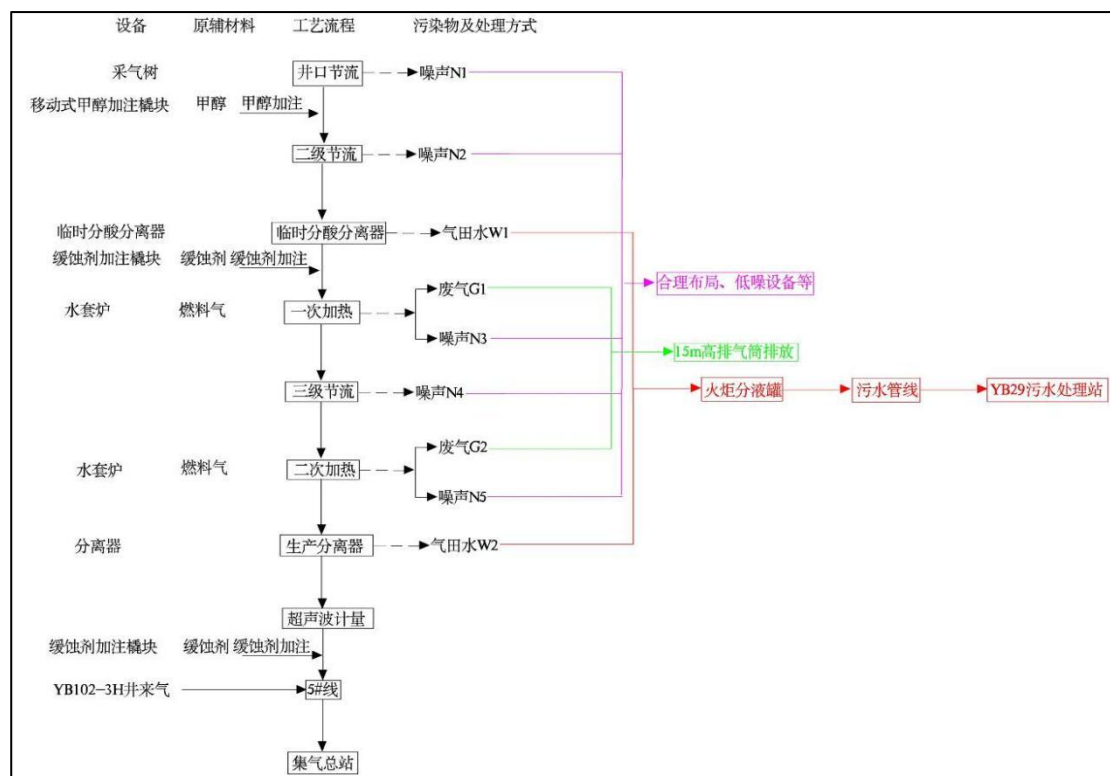 设备 原辅材料 工艺流程 污染物及处理方式
采气树 井口节流 噪声N1
移动式甲醇加注橇块 甲醇 甲醇加注
二级节流 噪声N2
临时分酸分离器 临时分酸分离器 气田水W1
缓蚀剂加注橇块 缓蚀剂 缓蚀剂加注
合理布局、低噪设备等
废气G1
水套炉 燃料气 一次加热
噪声N3
15m高排气筒排放
三级节流 噪声N4 火炬分液罐 污水管线 YB29污水处理站
废气G2
水套炉 燃料气 二次加热
噪声N5
分离器 生产分离器 气田水W2
超声波计量
缓蚀剂加注橇块 缓蚀剂 缓蚀剂加注
YB102-3H井来气 5#线
集气总站